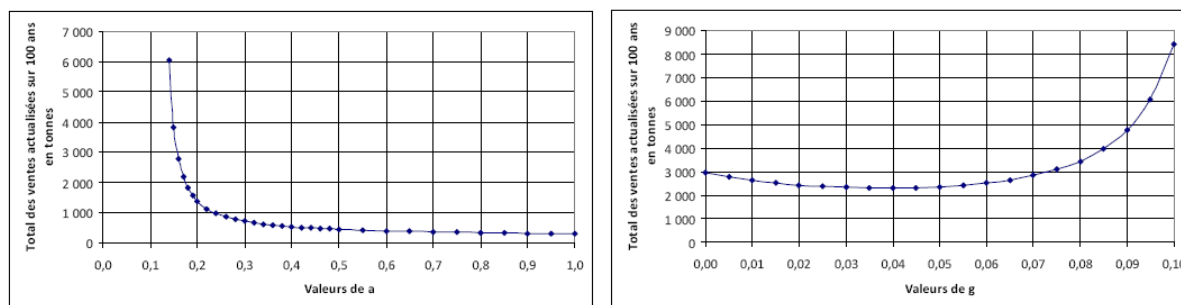 Total des ventes actualisées sur 100 ans
en tonnes
7 000
6 000
5 000
4 000
3 000
2 000
1 000
0
0,0 0,1 0,2 0,3 0,4 0,5 0,6 0,7 0,8 0,9 1,0
Valeurs de a
Total des ventes actualisées sur 100 ans
en tonnes
9 000
8 000
7 000
6 000
5 000
4 000
3 000
2 000
1 000
0
0,00 0,01 0,02 0,03 0,04 0,05 0,06 0,07 0,08 0,09 0,10
Valeurs de g